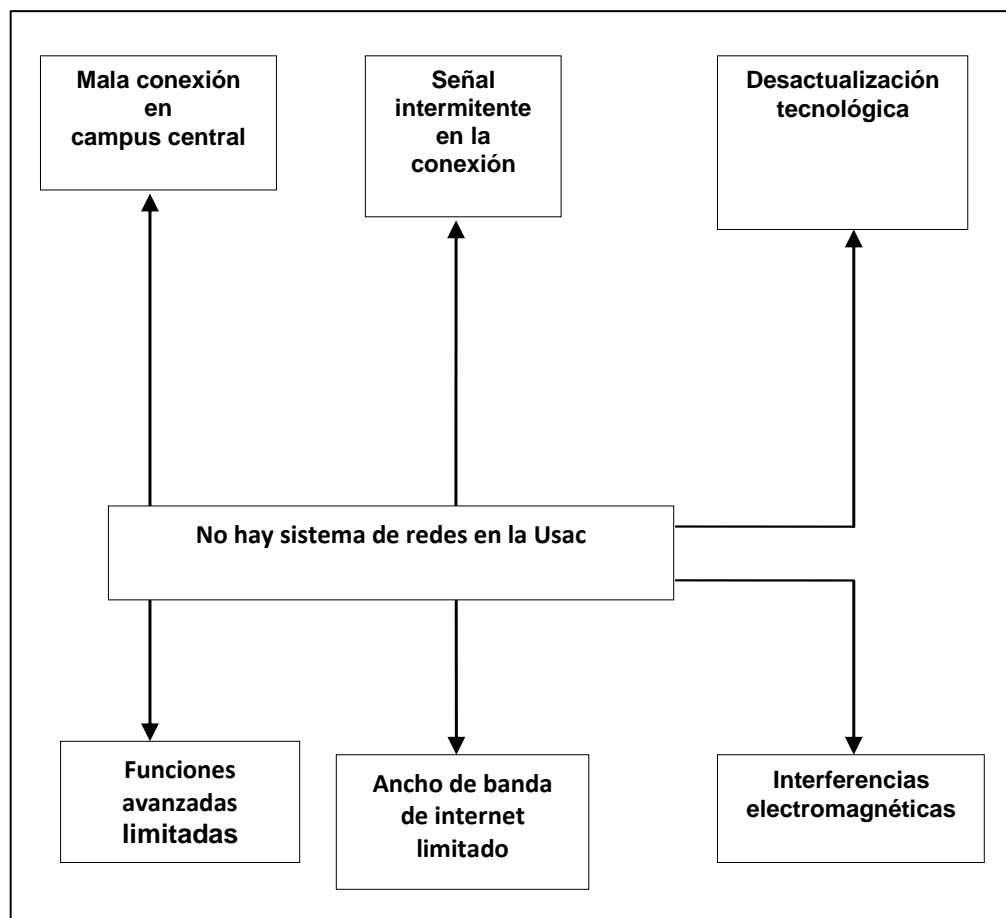 Mala conexión
en
campus central
Señal
intermitente
en la
conexión
Desactualización
tecnológica
No hay sistema de redes en la Usac
Funciones
avanzadas
limitadas
Ancho de banda
de internet
limitado
Interferencias
electromagnéticas